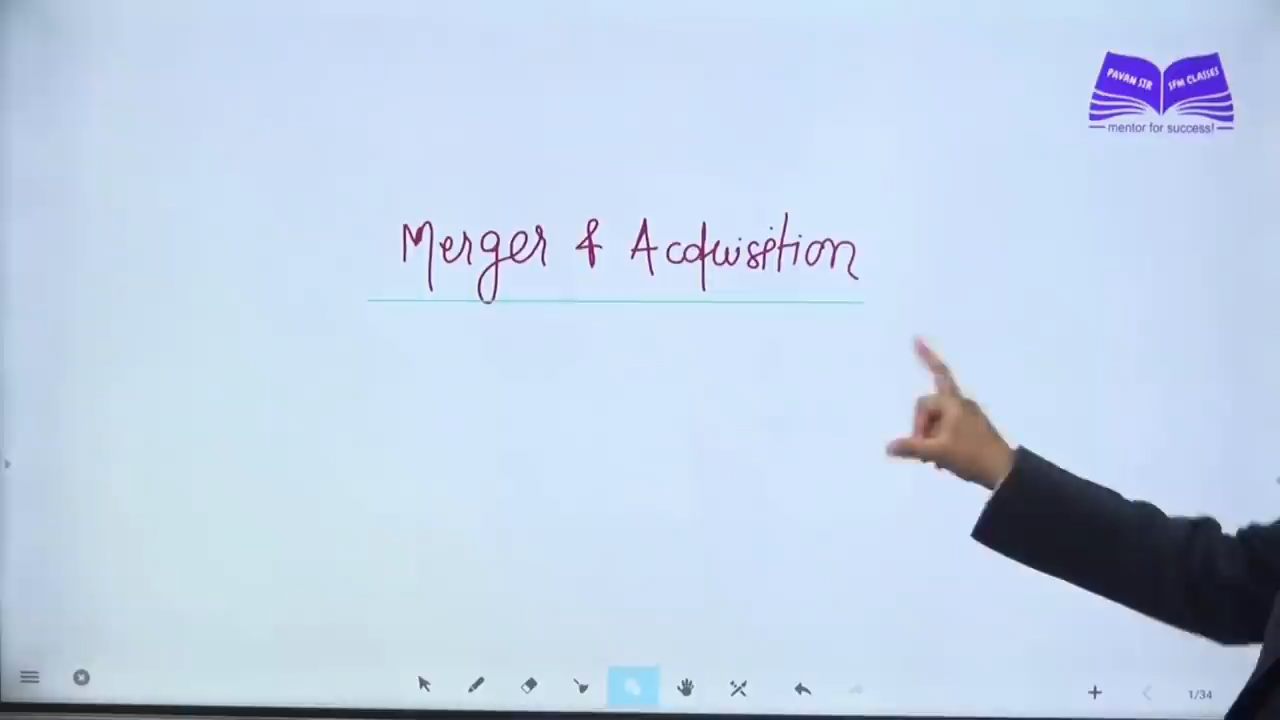 PAVAN SIR SFM CLASSES
mentor for success!
Merger & Acquisition
1/34